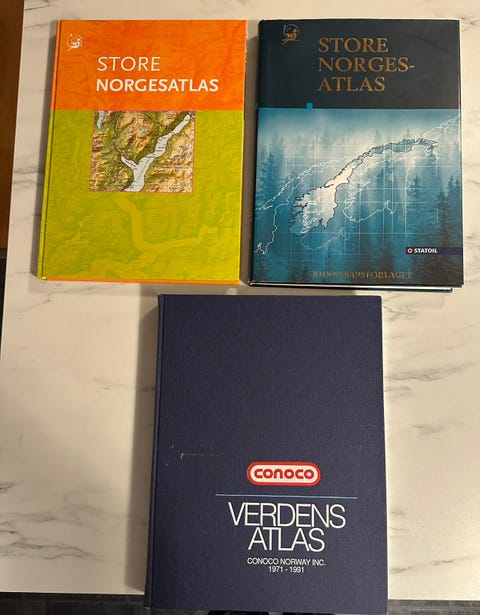 STORE
NORGESATLAS
STORE
NORGES-
ATLAS
STATOIL
KUNNSKAPSFORLAGET
conoco
VERDENS
ATLAS
CONOCO NORWAY INC.
1971 - 1991